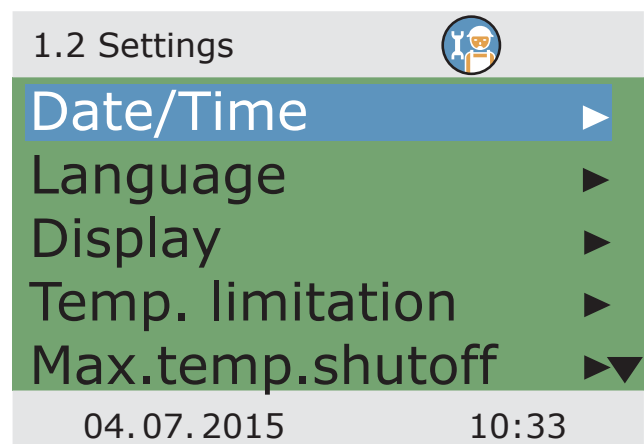 1.2 Settings
Date/Time
Language
Display
Temp. limitation
Max.temp.shutoff
04.07.2015 10:33